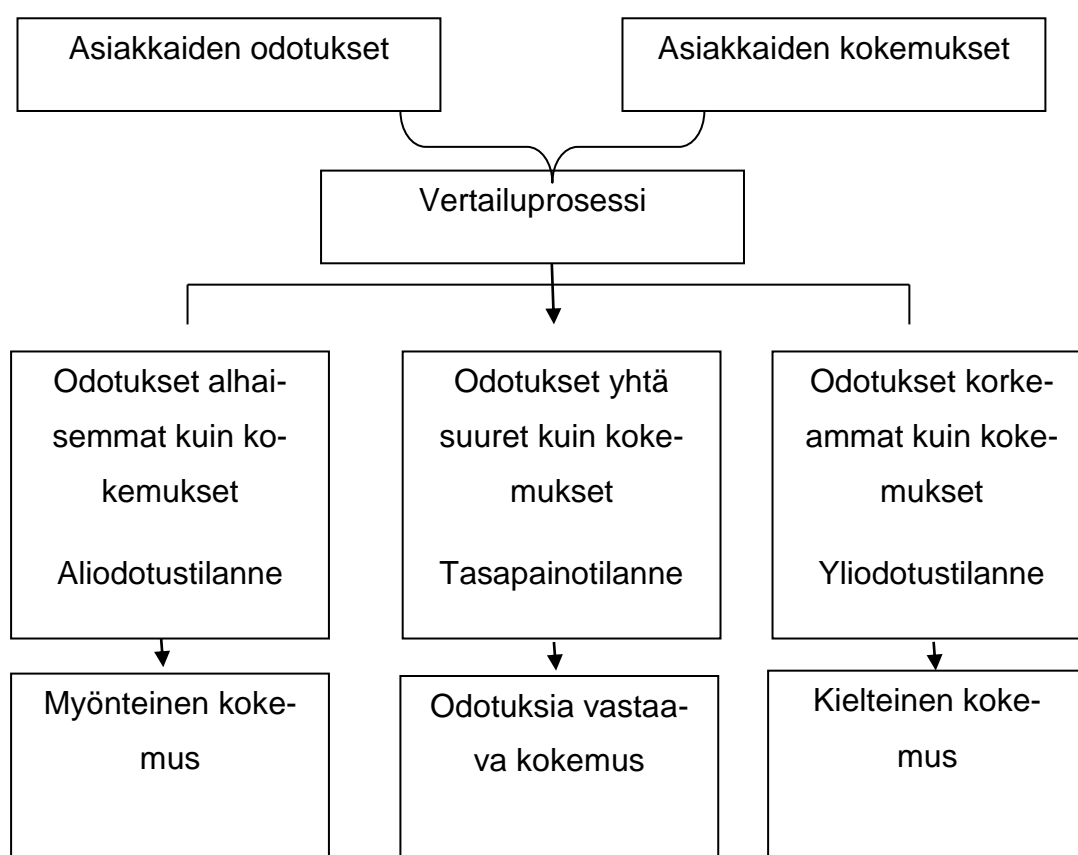 Asiakkaiden odotukset
Asiakkaiden kokemukset
Vertailuprosessi
Odotukset alhai-
semmat kuin ko-
kemukset
Aliodotustilanne
Odotukset yhtä
suuret kuin koke-
mukset
Tasapainotilanne
Odotukset korke-
ammat kuin koke-
mukset
Yliodotustilanne
Myönteinen koke-
mus
Odotuksia vastaa-
va kokemus
Kielteinen koke-
mus